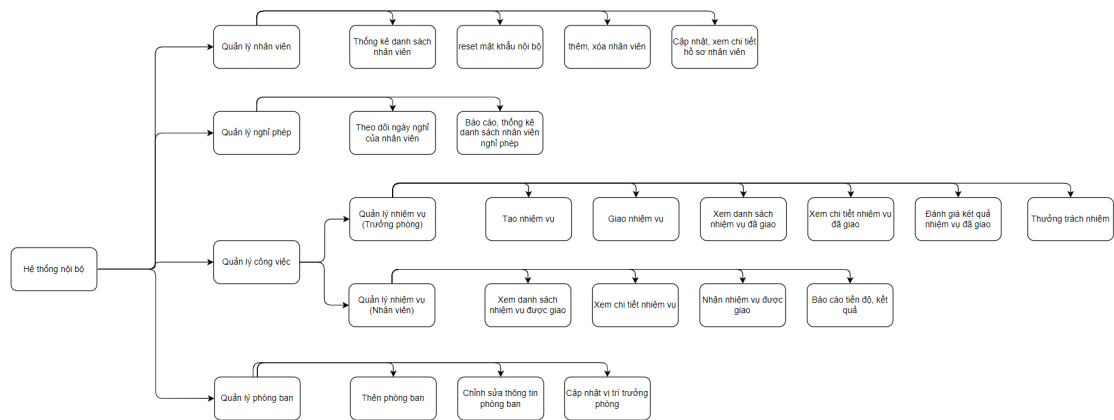 Quản lý nhân viên
Thống kê danh sách
nhân viên
reset mật khẩu nội bộ
thêm, xóa nhân viên
Cập nhật, xem chi tiết
hồ sơ nhân viên
Quản lý nghỉ phép
Theo dõi ngày nghỉ
của nhân viên
Báo cáo, thống kê
danh sách nhân viên
nghỉ phép
Hệ thống nội bộ
Quản lý công việc
Quản lý nhiệm vụ
(Trưởng phòng)
Tạo nhiệm vụ
Giao nhiệm vụ
Xem danh sách
nhiệm vụ đã giao
Xem chi tiết nhiệm vụ
đã giao
Đánh giá kết quả
nhiệm vụ đã giao
Thưởng trách nhiệm
Quản lý nhiệm vụ
(Nhân viên)
Xem danh sách
nhiệm vụ được giao
Xem chi tiết nhiệm vụ
Nhận nhiệm vụ được
giao
Báo cáo tiến độ, kết
quả
Quản lý phòng ban
Thên phòng ban
Chỉnh sửa thông tin
phòng ban
Cập nhật vị trí trưởng
phòng